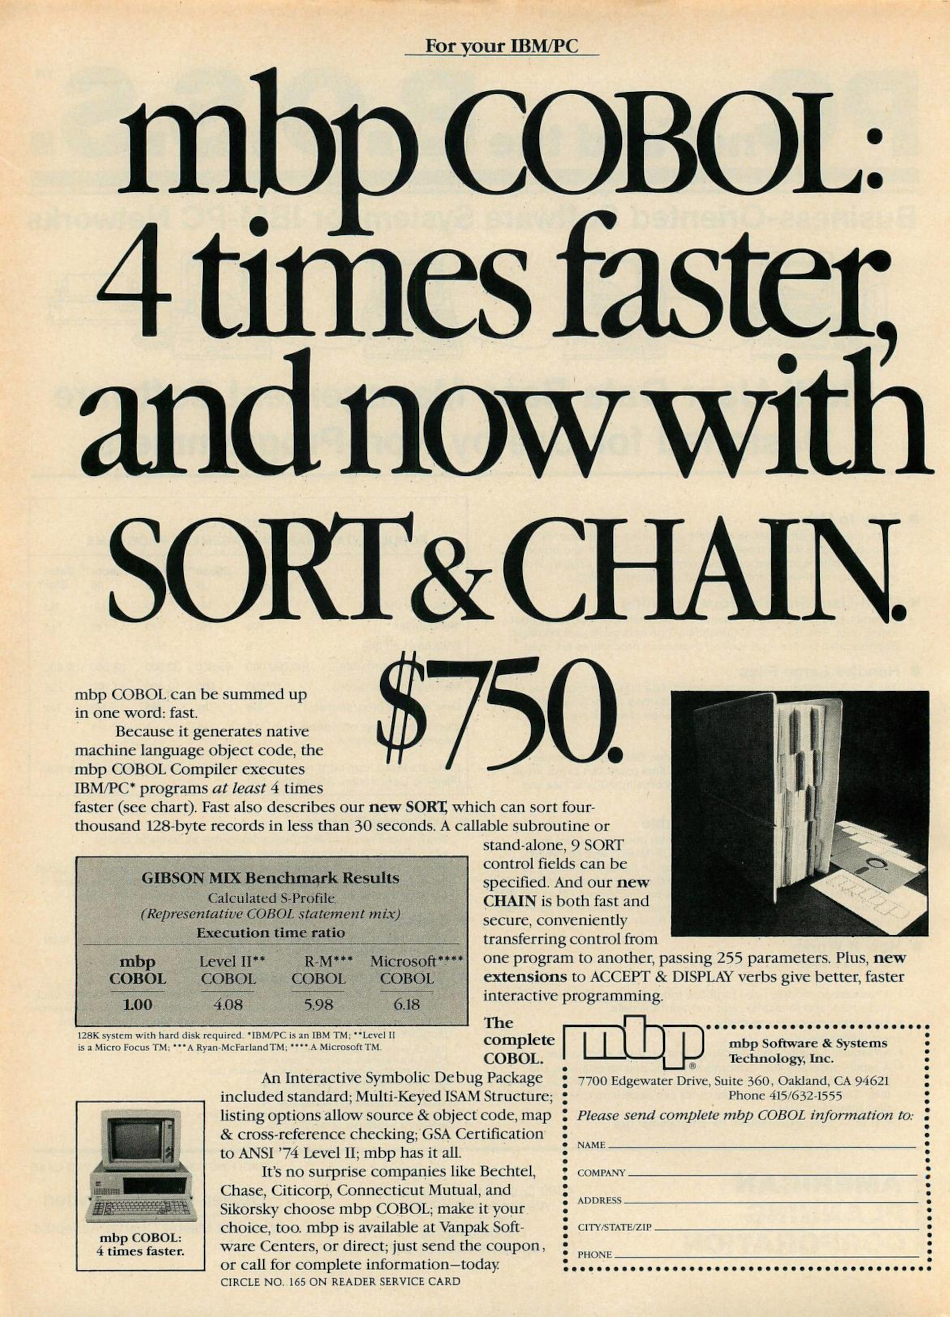 For your IBM/PC
mbp COBOL:
4 times faster,
and now with
SORT & CHAIN.
$750.
mbp COBOL can be summed up
in one word: fast.
Because it generates native
machine language object code, the
mbp COBOL Compiler executes
IBM/PC* programs at least 4 times
faster (see chart). Fast also describes our new SORT, which can sort four-
thousand 128-byte records in less than 30 seconds. A callable subroutine or
stand-alone, 9 SORT
control fields can be
specified. And our new
CHAIN is both fast and
secure, conveniently
transferring control from
one program to another, passing 255 parameters. Plus, new
extensions to ACCEPT & DISPLAY verbs give better, faster
interactive programming.
GIBSON MIX Benchmark Results
Calculated S-Profile
(Representative COBOL statement mix)
Execution time ratio
mbp Level II** R-M*** Microsoft****
COBOL COBOL COBOL COBOL
1.00 4.08 5.98 6.18
128K system with hard disk required. *IBM/PC is an IBM TM; **Level II
is a Micro Focus TM; ***A Ryan-McFarland TM; ****A Microsoft TM.
The
complete
COBOL.
An Interactive Symbolic Debug Package
included standard; Multi-Keyed ISAM Structure;
listing options allow source & object code, map
& cross-reference checking; GSA Certification
to ANSI '74 Level II; mbp has it all.
It's no surprise companies like Bechtel,
Chase, Citicorp, Connecticut Mutual, and
Sikorsky choose mbp COBOL; make it your
choice, too. mbp is available at Vanpak Soft-
ware Centers, or direct; just send the coupon,
or call for complete information—today.
CIRCLE NO. 165 ON READER SERVICE CARD
mbp COBOL:
4 times faster.
mbp®
mbp Software & Systems
Technology, Inc.
7700 Edgewater Drive, Suite 360, Oakland, CA 94621
Phone 415/632-1555
Please send complete mbp COBOL information to:
NAME
COMPANY
ADDRESS
CITY/STATE/ZIP
PHONE